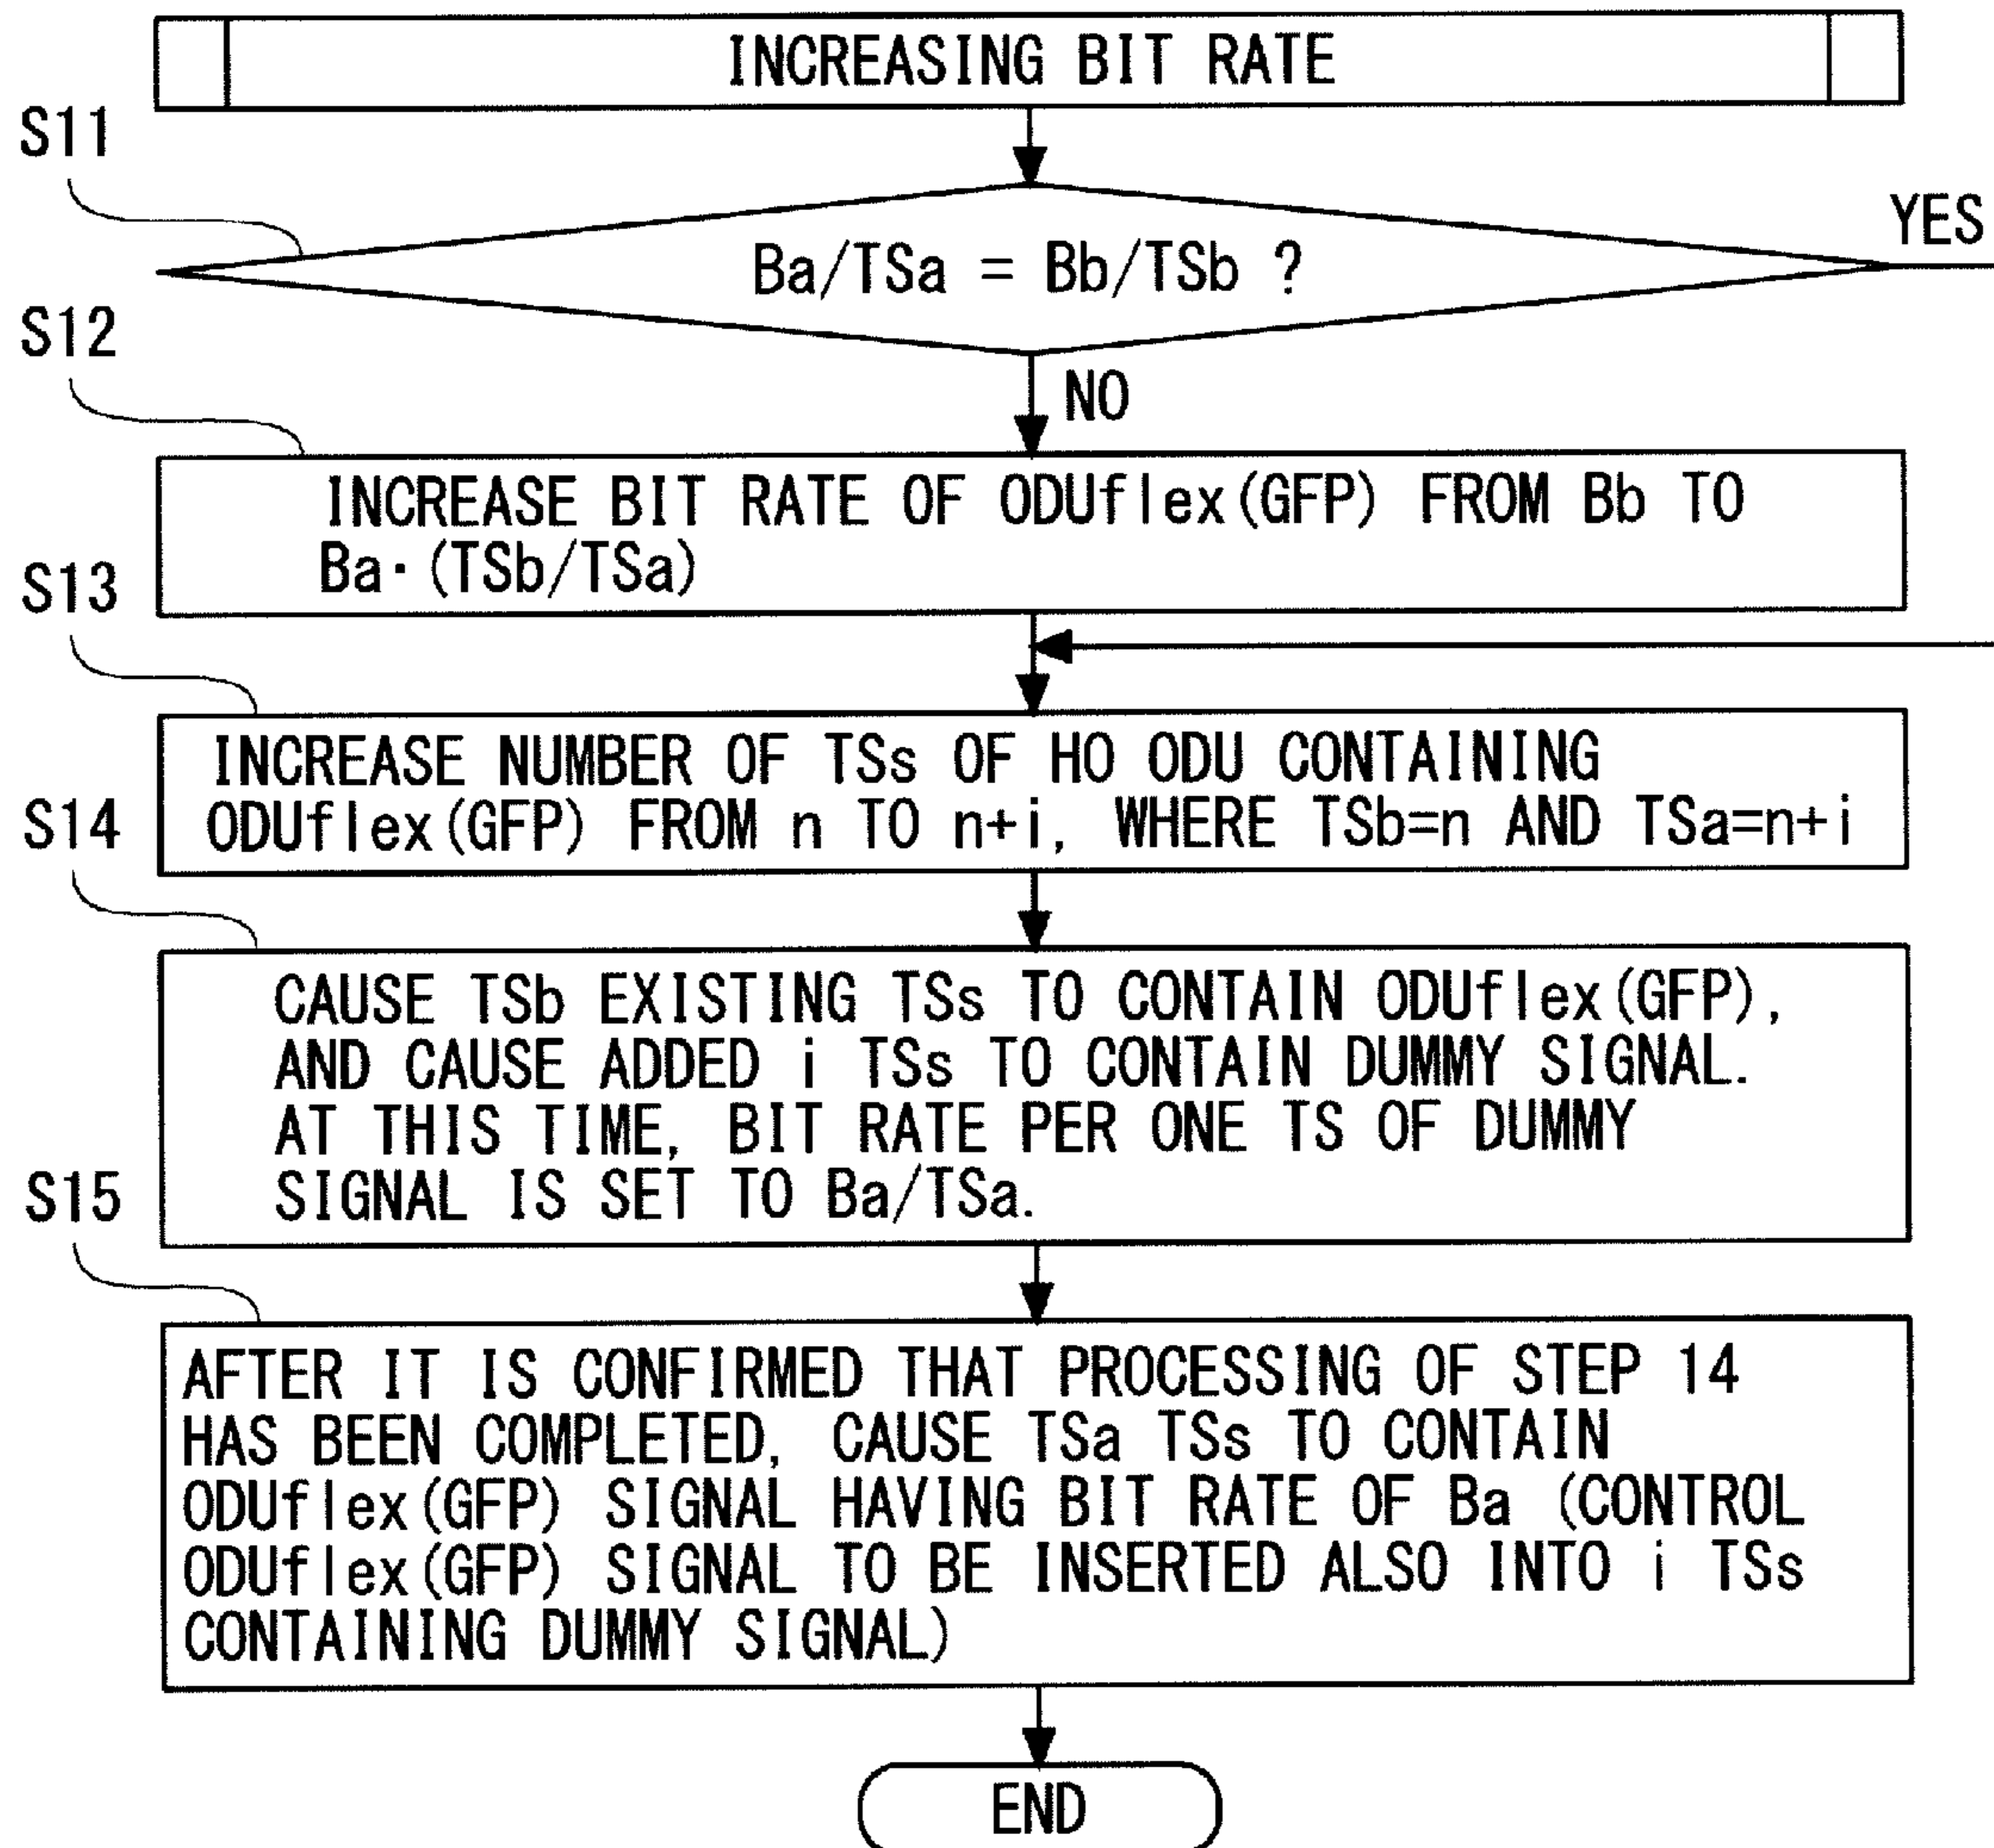 INCREASING BIT RATE
S11
Ba/TSa = Bb/TSb ?
YES
S12
NO
INCREASE BIT RATE OF ODUflex(GFP) FROM Bb TO
Ba·(TSb/TSa)
S13
INCREASE NUMBER OF TSs OF HO ODU CONTAINING
ODUflex(GFP) FROM n TO n+i, WHERE TSb=n AND TSa=n+i
S14
CAUSE TSb EXISTING TSs TO CONTAIN ODUflex(GFP),
AND CAUSE ADDED i TSs TO CONTAIN DUMMY SIGNAL.
AT THIS TIME, BIT RATE PER ONE TS OF DUMMY
SIGNAL IS SET TO Ba/TSa.
S15
AFTER IT IS CONFIRMED THAT PROCESSING OF STEP 14
HAS BEEN COMPLETED, CAUSE TSa TSs TO CONTAIN
ODUflex(GFP) SIGNAL HAVING BIT RATE OF Ba (CONTROL
ODUflex(GFP) SIGNAL TO BE INSERTED ALSO INTO i TSs
CONTAINING DUMMY SIGNAL)
END